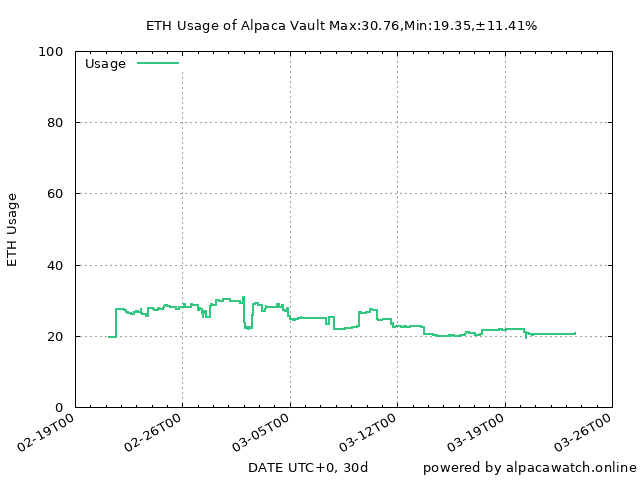 ETH Usage of Alpaca Vault Max:30.76,Min:19.35,±11.41%
100
Usage
80
60
ETH Usage
40
20
0
02-19T00
02-26T00
03-05T00
03-12T00
03-19T00
03-26T00
DATE UTC+0, 30d
powered by alpacawatch.online